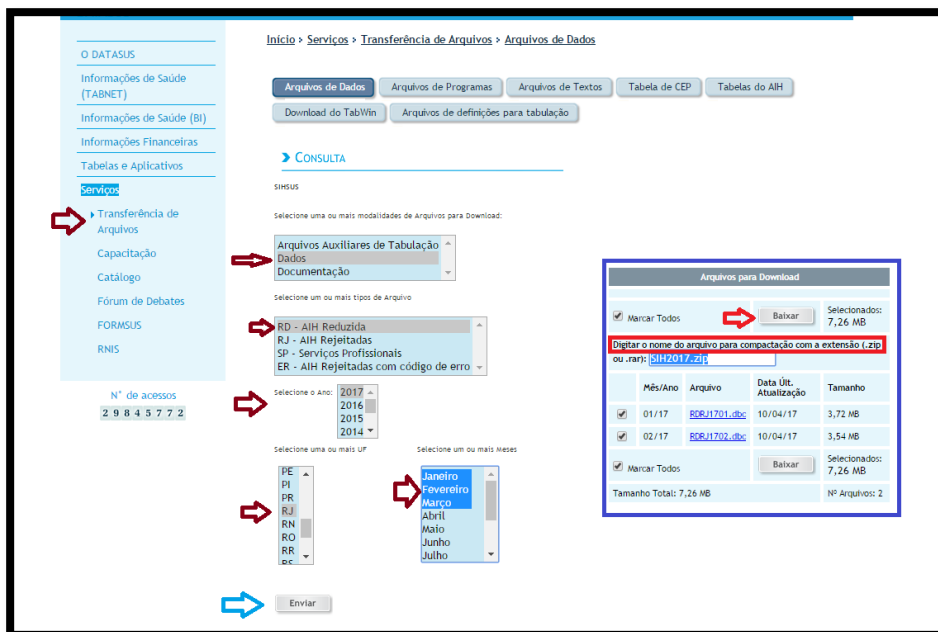 Início > Serviços > Transferência de Arquivos > Arquivos de Dados
O DATASUS
Informações de Saúde
(TABNET)
Informações de Saúde (BI)
Informações Financeiras
Tabelas e Aplicativos
Serviços
Transferência de
Arquivos
Capacitação
Catálogo
Fórum de Debates
FORMSUS
RNIS
N° de acessos
2 9 8 4 5 7 7 2
Arquivos de Dados Arquivos de Programas Arquivos de Textos Tabela de CEP Tabelas do AIH
Download do TabWin Arquivos de definições para tabulação
CONSULTA
SIHSUS
Selecione uma ou mais modalidades de Arquivos para Download:
Arquivos Auxiliares de Tabulação
Dados
Documentação
Selecione um ou mais tipos de Arquivo
RD - AIH Reduzida
RJ - AIH Rejeitadas
SP - Serviços Profissionais
ER - AIH Rejeitadas com código de erro
Selecione o Ano:
2017
2016
2015
2014
Selecione uma ou mais UF
PE
PI
PR
RJ
RN
RO
RR
RS
Selecione um ou mais Meses
Janeiro
Fevereiro
Março
Abril
Maio
Junho
Julho
Enviar
Arquivos para Download
Marcar Todos Baixar Selecionados:
7,26 MB
Digitar o nome do arquivo para compactação com a extensão (.zip
ou .rar): SIH2017.zip
Mês/Ano Arquivo Data Últ. Atualização Tamanho
01/17 RDRJ1701.dbc 10/04/17 3,72 MB
02/17 RDRJ1702.dbc 10/04/17 3,54 MB
Marcar Todos Baixar Selecionados:
7,26 MB
Tamanho Total: 7,26 MB Nº Arquivos: 2